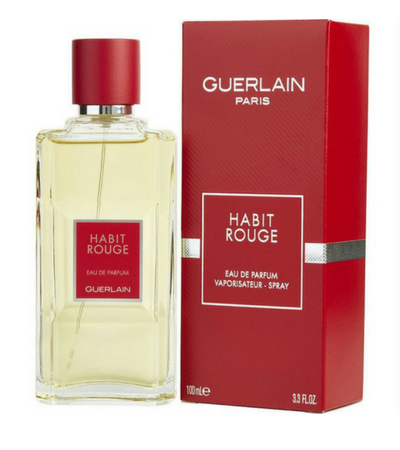 HABIT
ROUGE
EAU DE PARFUM
GUERLAIN
GUERLAIN
PARIS
HABIT
ROUGE
EAU DE PARFUM
VAPORISATEUR - SPRAY
100 mL℮
3.3 FL.OZ.